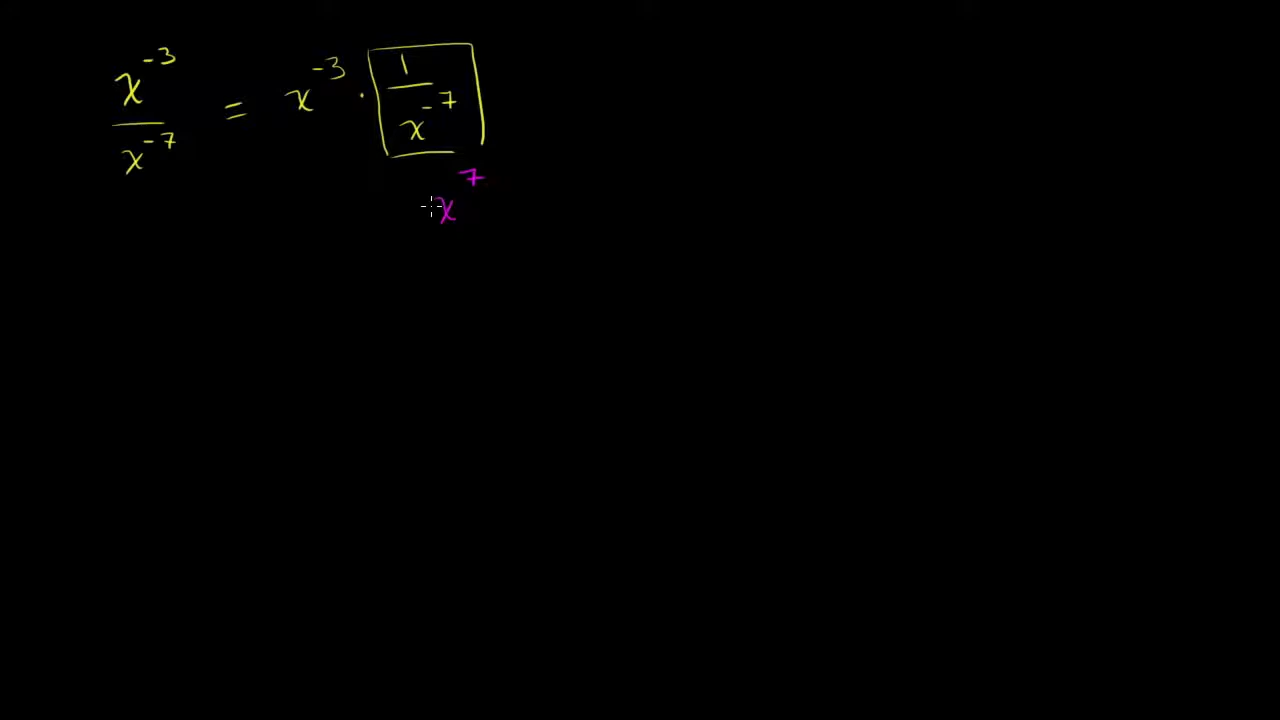 x^{-3} / x^{-7} = x^{-3} · 1 / x^{-7}
x^{7}